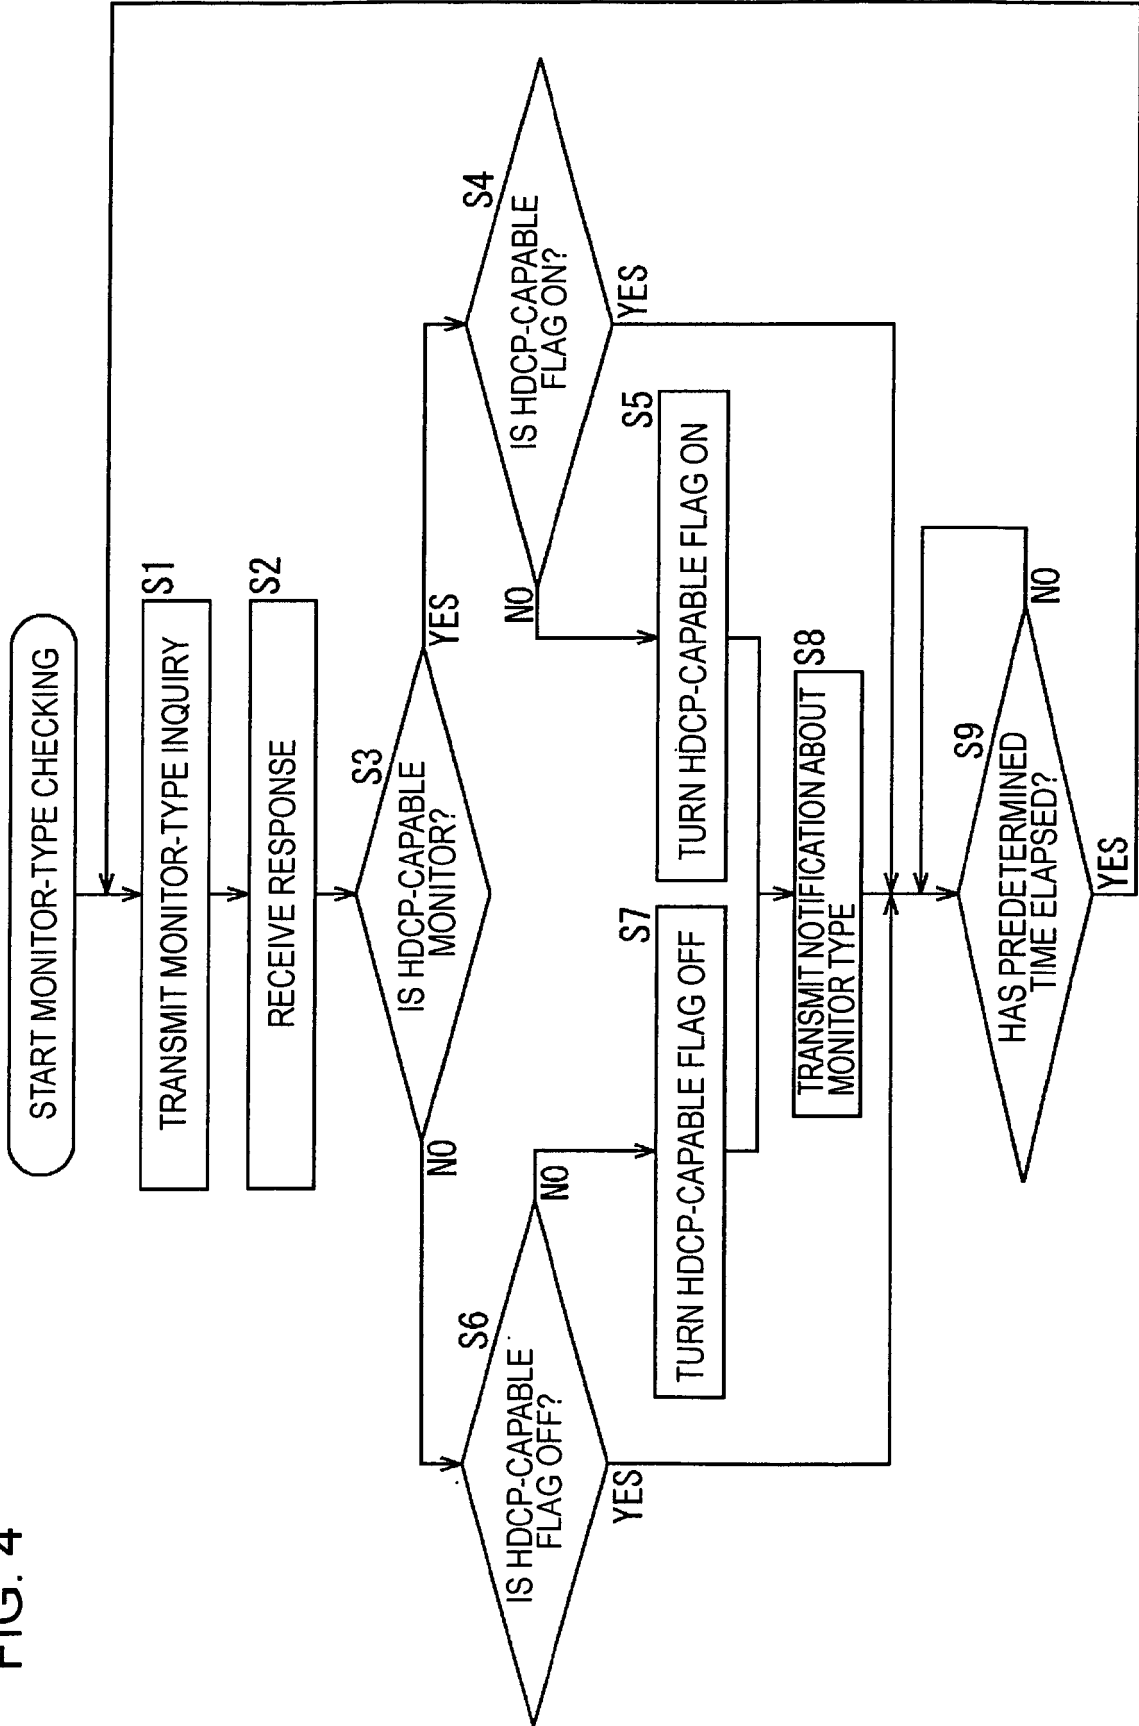 FIG. 4
START MONITOR-TYPE CHECKING
S1
TRANSMIT MONITOR-TYPE INQUIRY
S2
RECEIVE RESPONSE
S3
IS HDCP-CAPABLE
MONITOR?
NO
YES
S6
IS HDCP-CAPABLE
FLAG OFF?
NO
YES
S4
IS HDCP-CAPABLE
FLAG ON?
NO
YES
S7
TURN HDCP-CAPABLE FLAG OFF
S5
TURN HDCP-CAPABLE FLAG ON
S8
TRANSMIT NOTIFICATION ABOUT
MONITOR TYPE
S9
HAS PREDETERMINED
TIME ELAPSED?
NO
YES